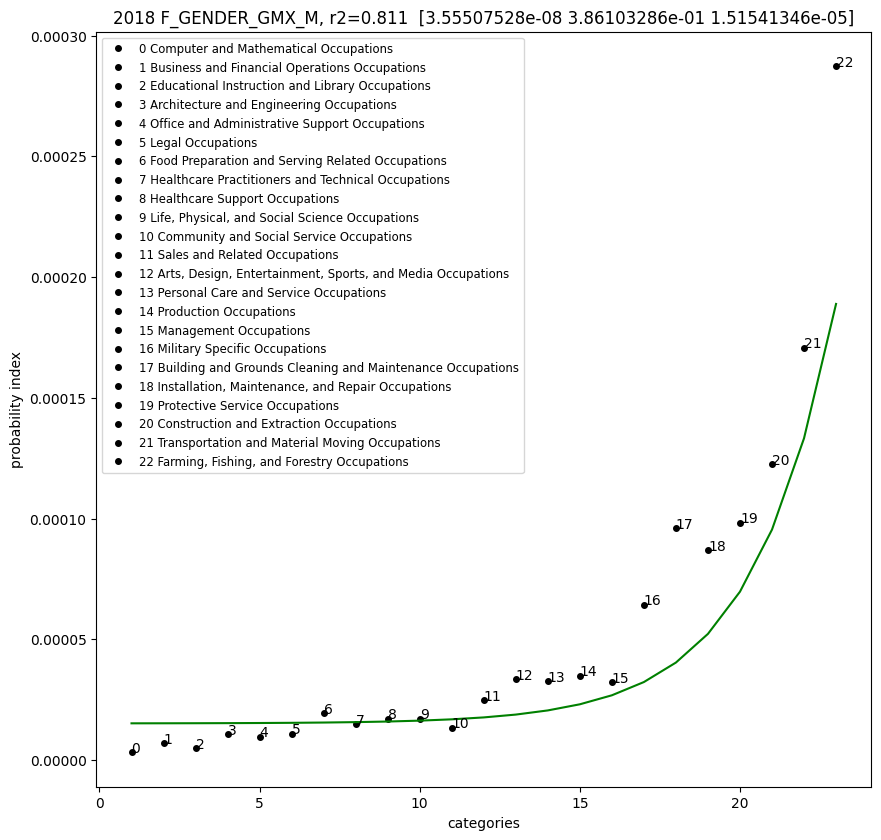 2018 F_GENDER_GMX_M, r2=0.811 [3.55507528e-08 3.86103286e-01 1.51541346e-05]
0 Computer and Mathematical Occupations
1 Business and Financial Operations Occupations
2 Educational Instruction and Library Occupations
3 Architecture and Engineering Occupations
4 Office and Administrative Support Occupations
5 Legal Occupations
6 Food Preparation and Serving Related Occupations
7 Healthcare Practitioners and Technical Occupations
8 Healthcare Support Occupations
9 Life, Physical, and Social Science Occupations
10 Community and Social Service Occupations
11 Sales and Related Occupations
12 Arts, Design, Entertainment, Sports, and Media Occupations
13 Personal Care and Service Occupations
14 Production Occupations
15 Management Occupations
16 Military Specific Occupations
17 Building and Grounds Cleaning and Maintenance Occupations
18 Installation, Maintenance, and Repair Occupations
19 Protective Service Occupations
20 Construction and Extraction Occupations
21 Transportation and Material Moving Occupations
22 Farming, Fishing, and Forestry Occupations
probability index
0.00030
0.00025
0.00020
0.00015
0.00010
0.00005
0.00000
0
1
2
3
4
5
6
7
8
9
10
11
12
13
14
15
16
17
18
19
20
21
22
0
5
10
15
20
categories